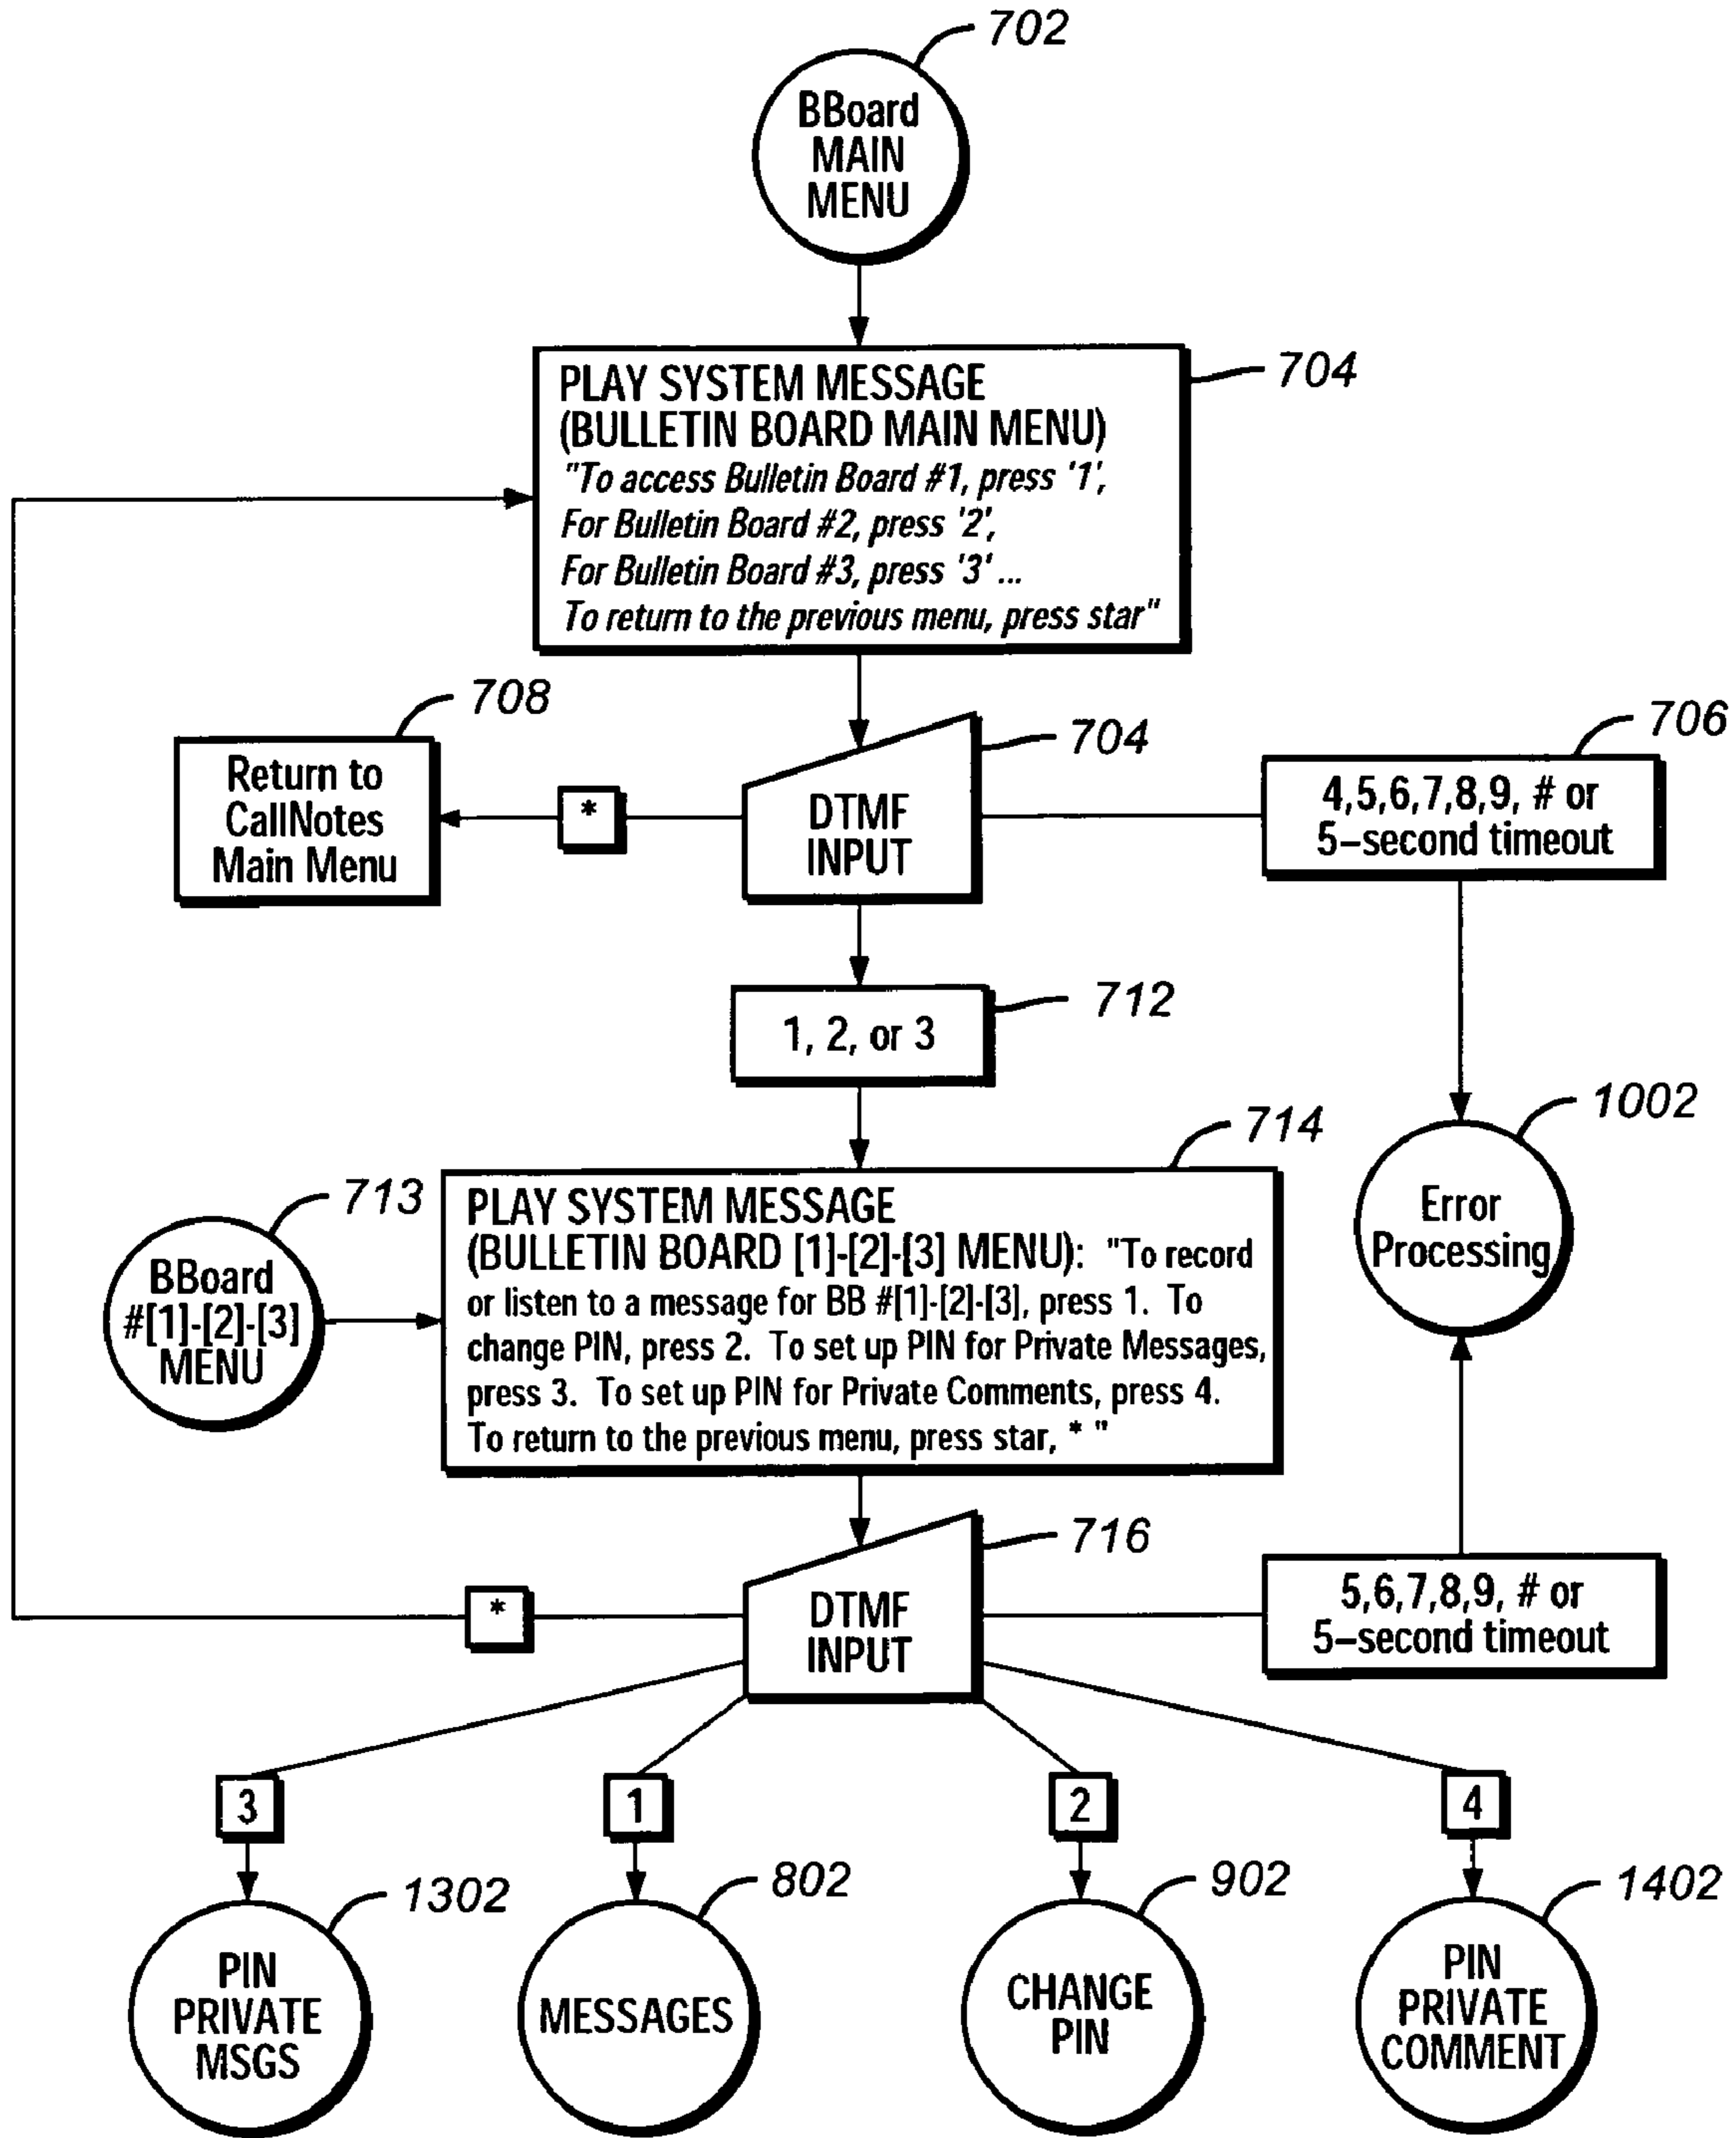 702
BBoard
MAIN
MENU
704
PLAY SYSTEM MESSAGE
(BULLETIN BOARD MAIN MENU)
"To access Bulletin Board #1, press '1',
For Bulletin Board #2, press '2',
For Bulletin Board #3, press '3' ...
To return to the previous menu, press star"
708
Return to
CallNotes
Main Menu
*
704
DTMF
INPUT
706
4,5,6,7,8,9, # or
5–second timeout
712
1, 2, or 3
1002
Error
Processing
713
BBoard
#[1]-[2]-[3]
MENU
714
PLAY SYSTEM MESSAGE
(BULLETIN BOARD [1]-[2]-[3] MENU): "To record
or listen to a message for BB #[1]-[2]-[3], press 1. To
change PIN, press 2. To set up PIN for Private Messages,
press 3. To set up PIN for Private Comments, press 4.
To return to the previous menu, press star, * "
716
*
DTMF
INPUT
5,6,7,8,9, # or
5–second timeout
3
1
2
4
1302
PIN
PRIVATE
MSGS
802
MESSAGES
902
CHANGE
PIN
1402
PIN
PRIVATE
COMMENT